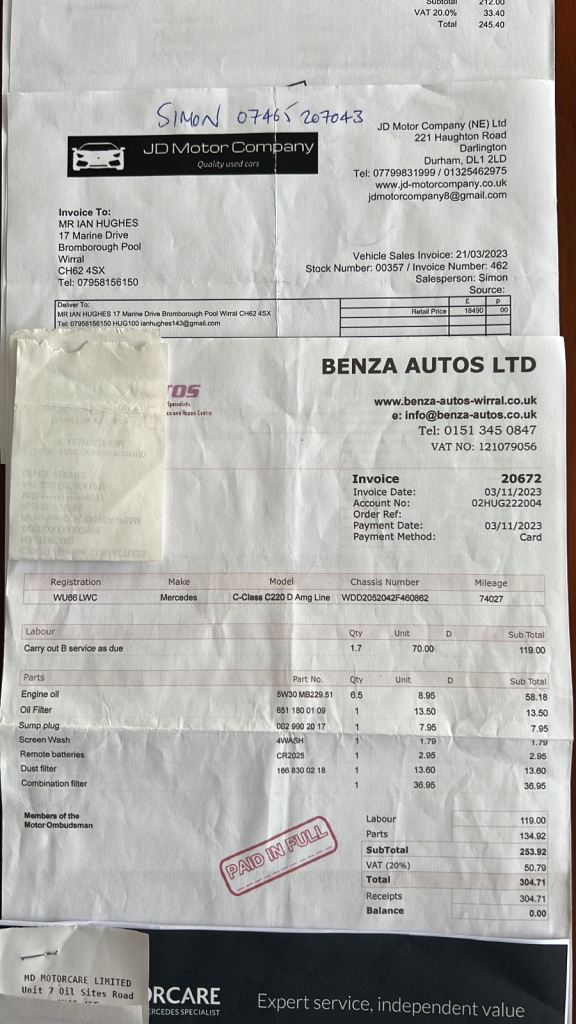 Subtotal 212.00
VAT 20.0% 33.40
Total 245.40
SIMON 07465 207043
JD Motor Company
Quality used cars
JD Motor Company (NE) Ltd
221 Haughton Road
Darlington
Durham, DL1 2LD
Tel: 07799831999 / 01325462975
www.jd-motorcompany.co.uk
jdmotorcompany8@gmail.com
Invoice To:
MR IAN HUGHES
17 Marine Drive
Bromborough Pool
Wirral
CH62 4SX
Tel: 07958156150
Vehicle Sales Invoice: 21/03/2023
Stock Number: 00357 / Invoice Number: 462
Salesperson: Simon
Source:
Deliver To:
MR IAN HUGHES 17 Marine Drive Bromborough Pool Wirral CH62 4SX
Tel: 07958156150 HUG100 ianhughes143@gmail.com
£ p
Retail Price 18490 00
BENZA AUTOS LTD
TOS
Specialists
and Repair Centre
www.benza-autos-wirral.co.uk
e: info@benza-autos.co.uk
Tel: 0151 345 0847
VAT NO: 121079056
Invoice 20672
Invoice Date: 03/11/2023
Account No: 02HUG222004
Order Ref:
Payment Date: 03/11/2023
Payment Method: Card
Registration Make Model Chassis Number Mileage
WU66 LWC Mercedes C-Class C220 D Amg Line WDD2052042F460862 74027
Labour Qty Unit D Sub Total
Carry out B service as due 1.7 70.00 119.00
Parts Part No. Qty Unit D Sub Total
Engine oil 5W30 MB229.51 6.5 8.95 58.18
Oil Filter 651 180 01 09 1 13.50 13.50
Sump plug 002 990 20 17 1 7.95 7.95
Screen Wash 4WASH 1 1.79 1.79
Remote batteries CR2025 1 2.95 2.95
Dust filter 166 830 02 18 1 13.60 13.60
Combination filter 1 36.95 36.95
Members of the
Motor Ombudsman
PAID IN FULL
Labour 119.00
Parts 134.92
SubTotal 253.92
VAT (20%) 50.79
Total 304.71
Receipts 304.71
Balance 0.00
MD MOTORCARE LIMITED
Unit 7 Oil Sites Road
ORCARE
ERCEDES SPECIALIST
Expert service, independent value